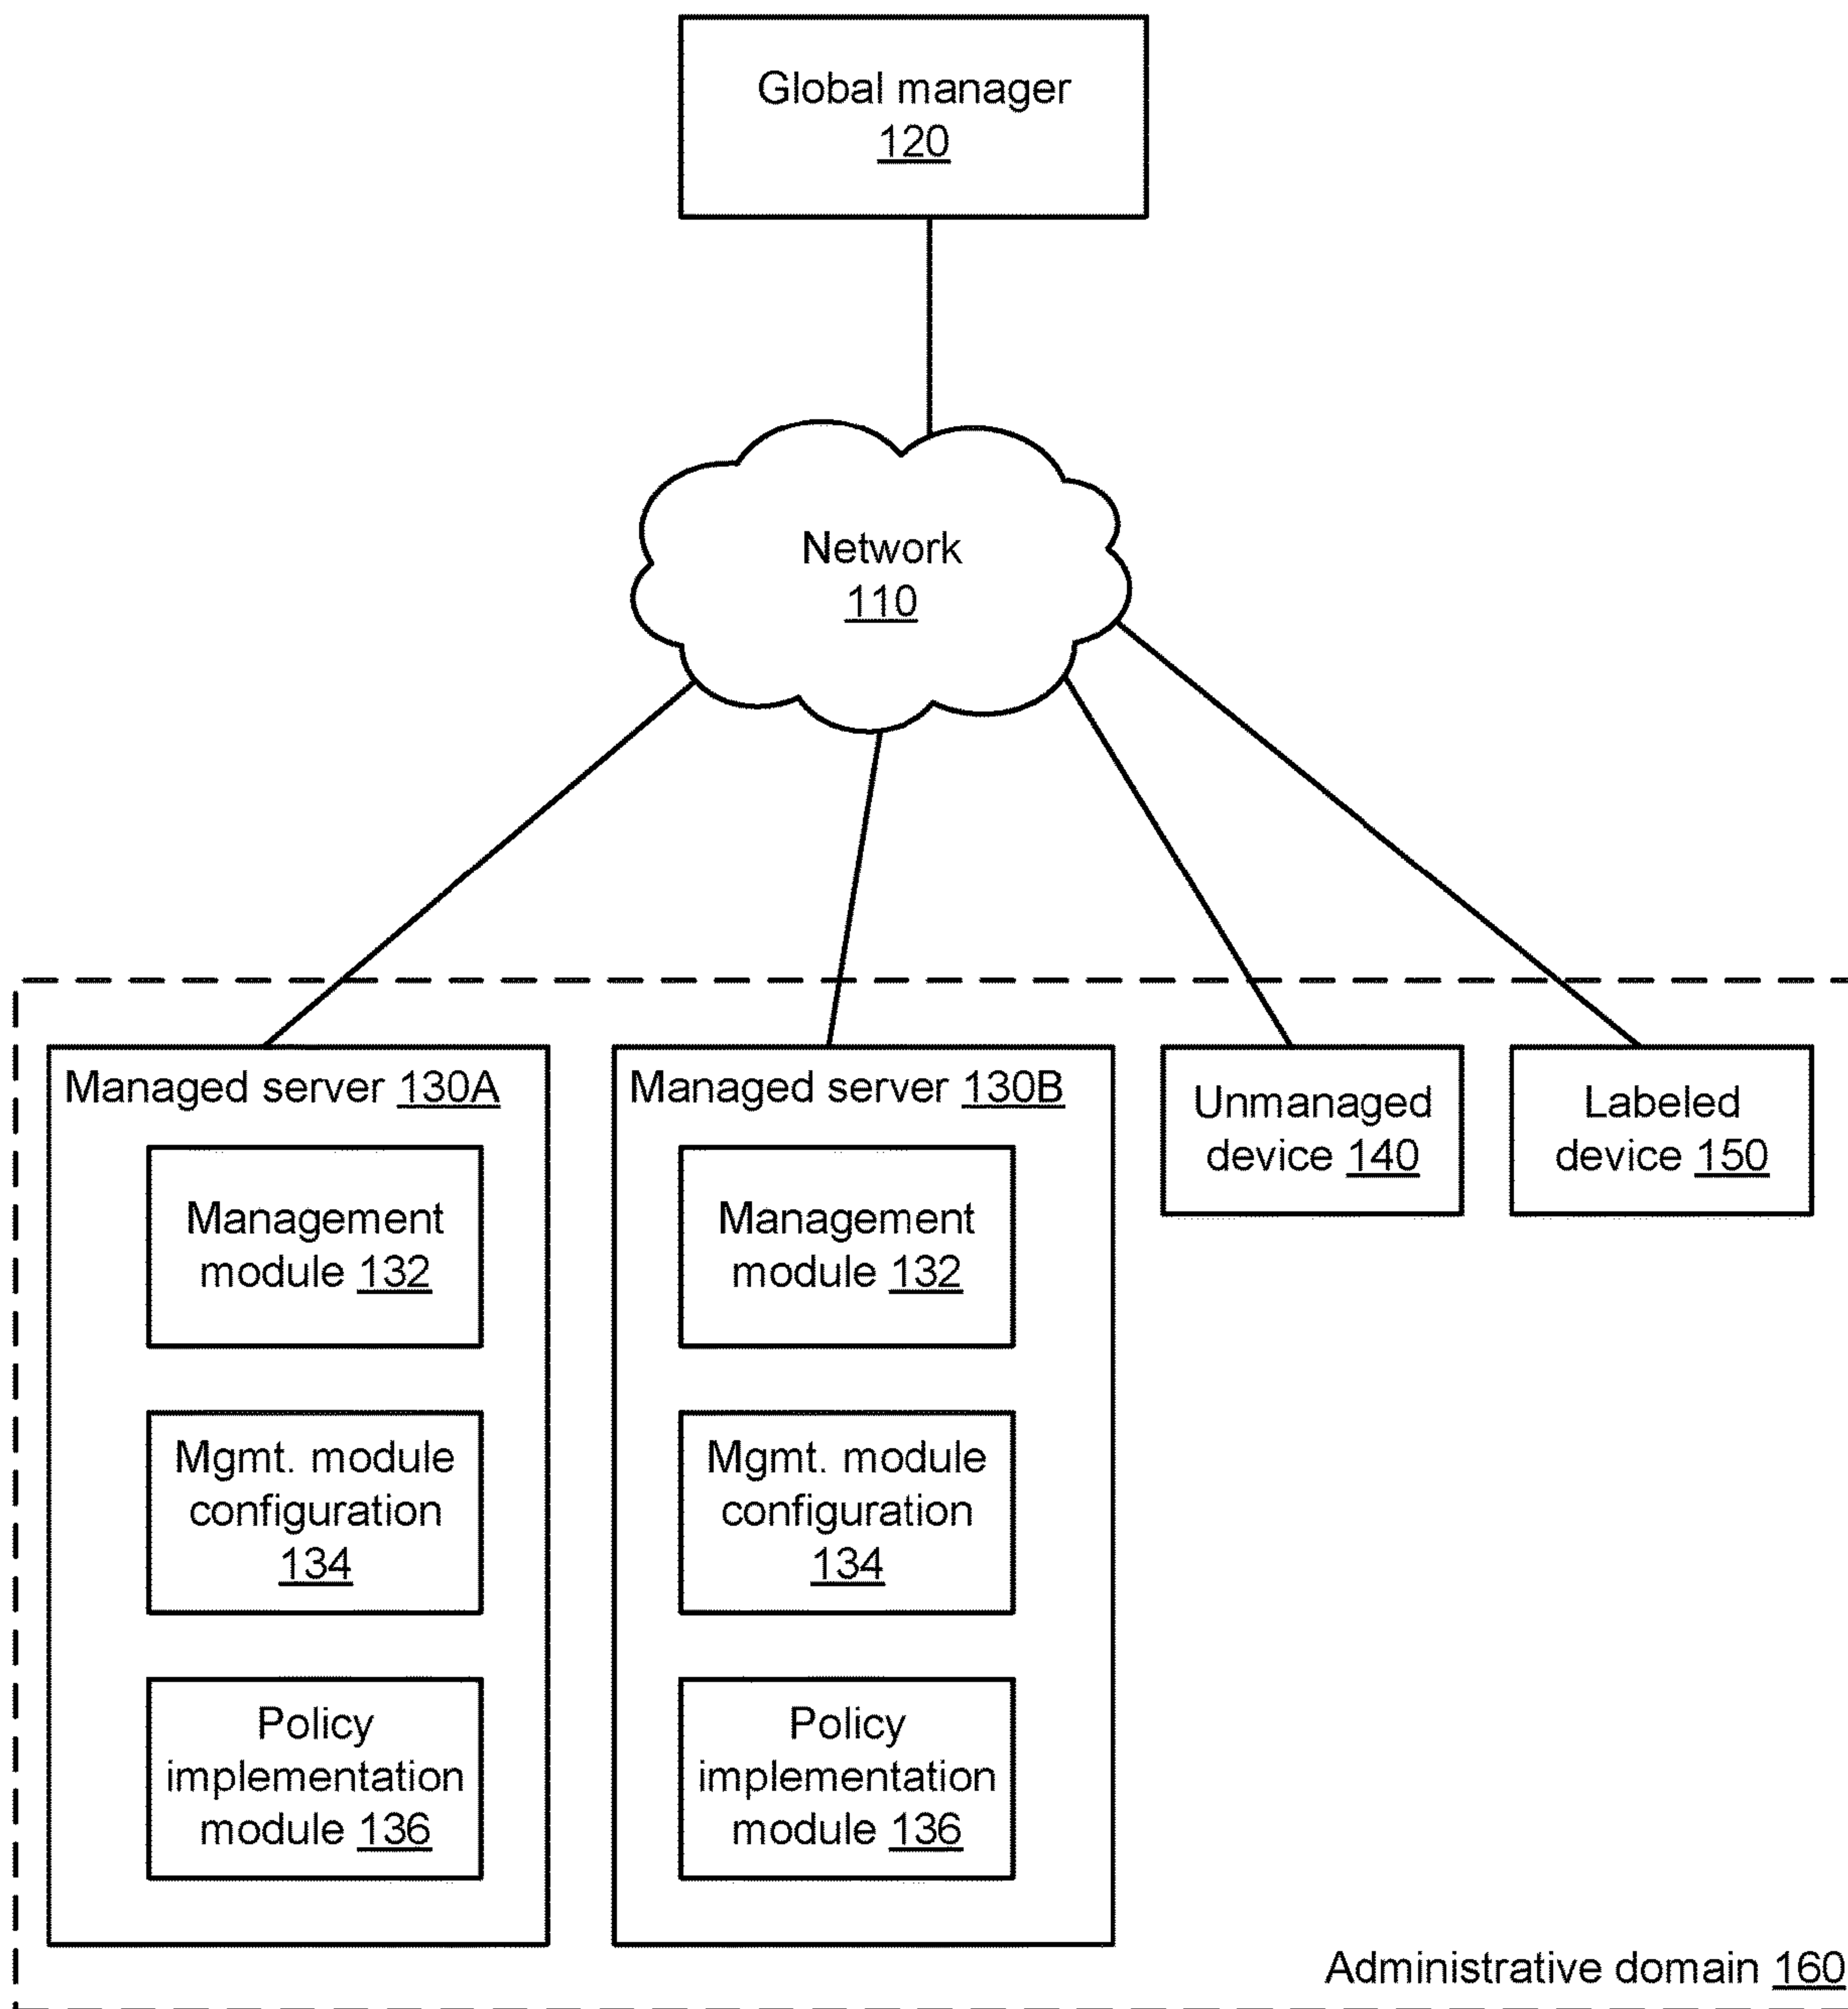 Global manager
120
Network
110
Managed server 130A
Management
module 132
Mgmt. module
configuration
134
Policy
implementation
module 136
Managed server 130B
Management
module 132
Mgmt. module
configuration
134
Policy
implementation
module 136
Unmanaged
device 140
Labeled
device 150
Administrative domain 160